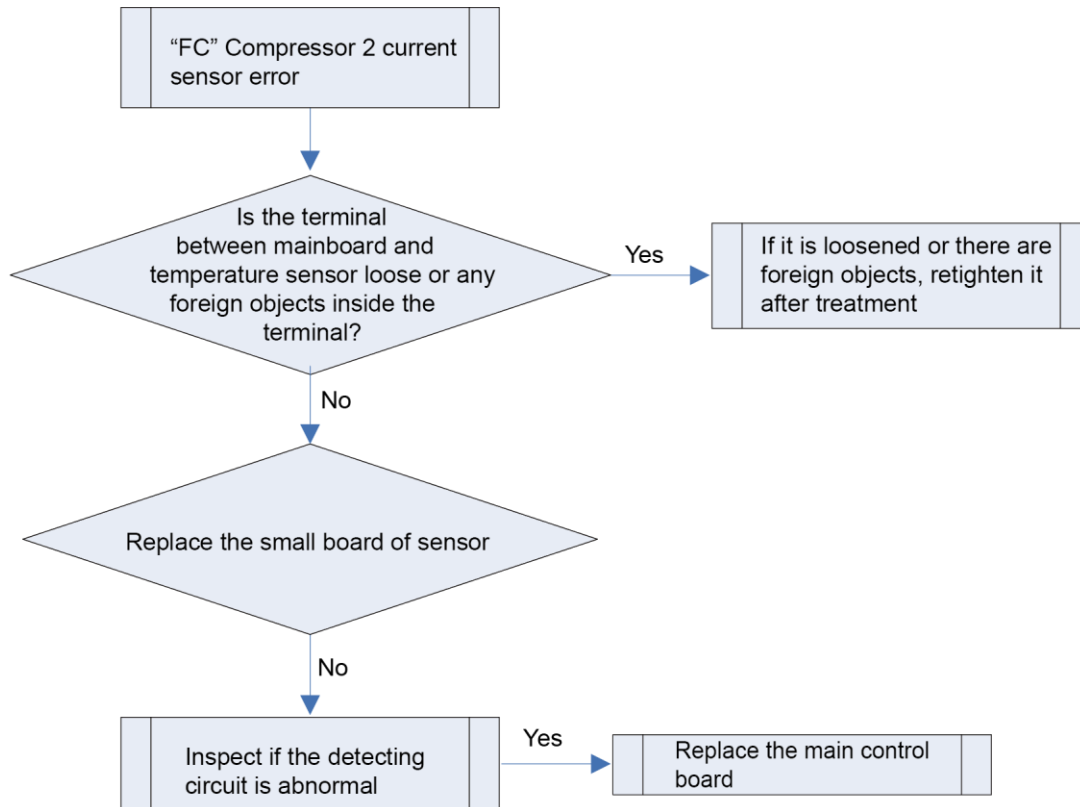 “FC” Compressor 2 current
sensor error
Is the terminal
between mainboard and
temperature sensor loose or any
foreign objects inside the
terminal?
Yes
If it is loosened or there are
foreign objects, retighten it
after treatment
No
Replace the small board of sensor
No
Inspect if the detecting
circuit is abnormal
Yes
Replace the main control
board